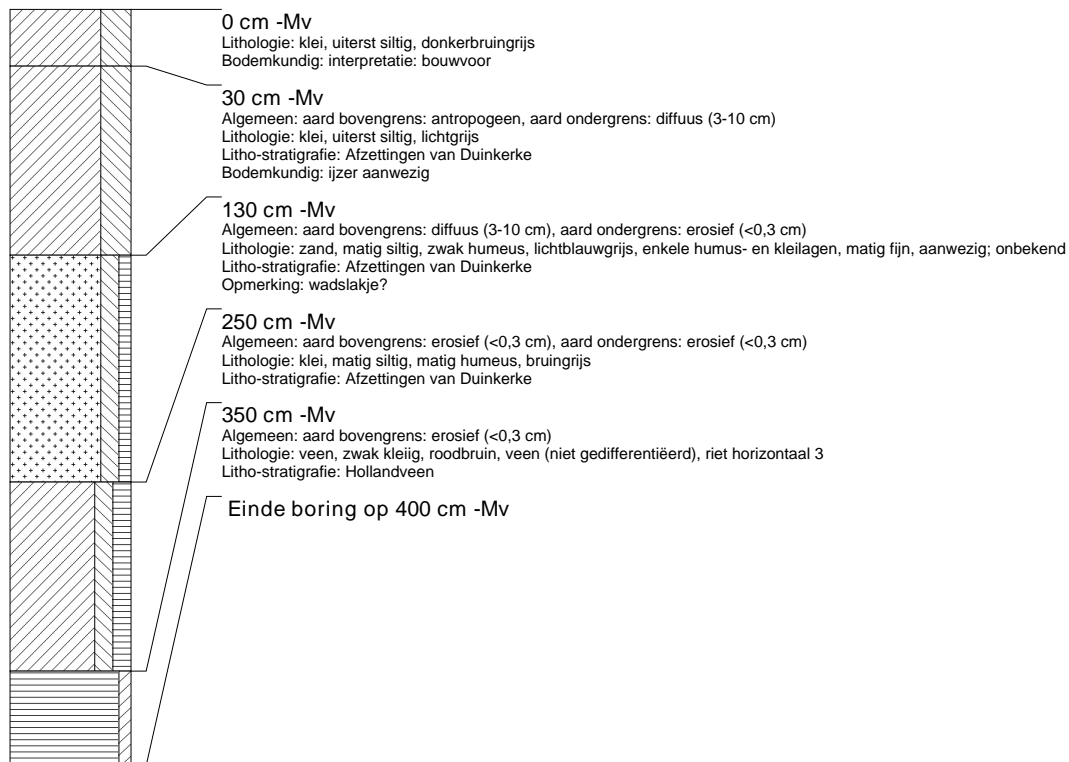 0 cm -Mv
Lithologie: klei, uiterst siltig, donkerbruingrijs
Bodemkundig: interpretatie: bouwvoor
30 cm -Mv
Algemeen: aard bovengrens: antropogeen, aard ondergrens: diffuus (3-10 cm)
Lithologie: klei, uiterst siltig, lichtgrijs
Litho-stratigrafie: Afzettingen van Duinkerke
Bodemkundig: ijzer aanwezig
130 cm -Mv
Algemeen: aard bovengrens: diffuus (3-10 cm), aard ondergrens: erosief (<0,3 cm)
Lithologie: zand, matig siltig, zwak humeus, lichtblauwgrijs, enkele humus- en kleilagen, matig fijn, aanwezig; onbekend
Litho-stratigrafie: Afzettingen van Duinkerke
Opmerking: wadslakje?
250 cm -Mv
Algemeen: aard bovengrens: erosief (<0,3 cm), aard ondergrens: erosief (<0,3 cm)
Lithologie: klei, matig siltig, matig humeus, bruingrijs
Litho-stratigrafie: Afzettingen van Duinkerke
350 cm -Mv
Algemeen: aard bovengrens: erosief (<0,3 cm)
Lithologie: veen, zwak kleiig, roodbruin, veen (niet gedifferentiëerd), riet horizontaal 3
Litho-stratigrafie: Hollandveen
Einde boring op 400 cm -Mv